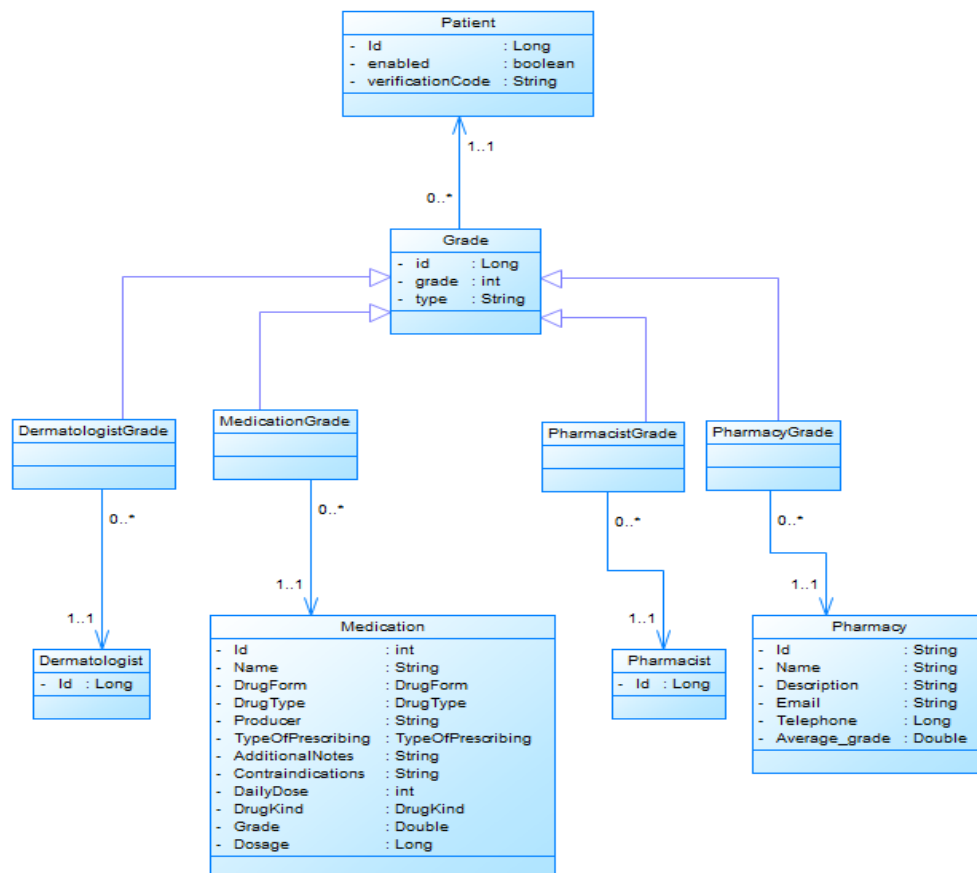 Patient
- Id : Long
- enabled : boolean
- verificationCode : String
1..1
0..*
Grade
- id : Long
- grade : int
- type : String
DermatologistGrade
MedicationGrade
PharmacistGrade
PharmacyGrade
0..*
0..*
0..*
0..*
1..1
1..1
1..1
1..1
Dermatologist
- Id : Long
Medication
- Id : int
- Name : String
- DrugForm : DrugForm
- DrugType : DrugType
- Producer : String
- TypeOfPrescribing : TypeOfPrescribing
- AdditionalNotes : String
- Contraindications : String
- DailyDose : int
- DrugKind : DrugKind
- Grade : Double
- Dosage : Long
Pharmacist
- Id : Long
Pharmacy
- Id : String
- Name : String
- Description : String
- Email : String
- Telephone : Long
- Average_grade : Double